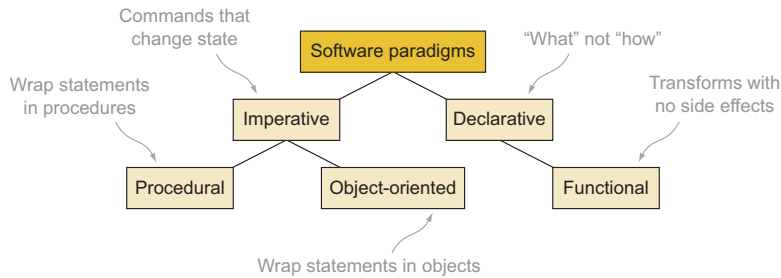 Commands that
change state
Software paradigms
“What” not “how”
Wrap statements
in procedures
Transforms with
no side effects
Imperative
Declarative
Procedural
Object-oriented
Functional
Wrap statements in objects